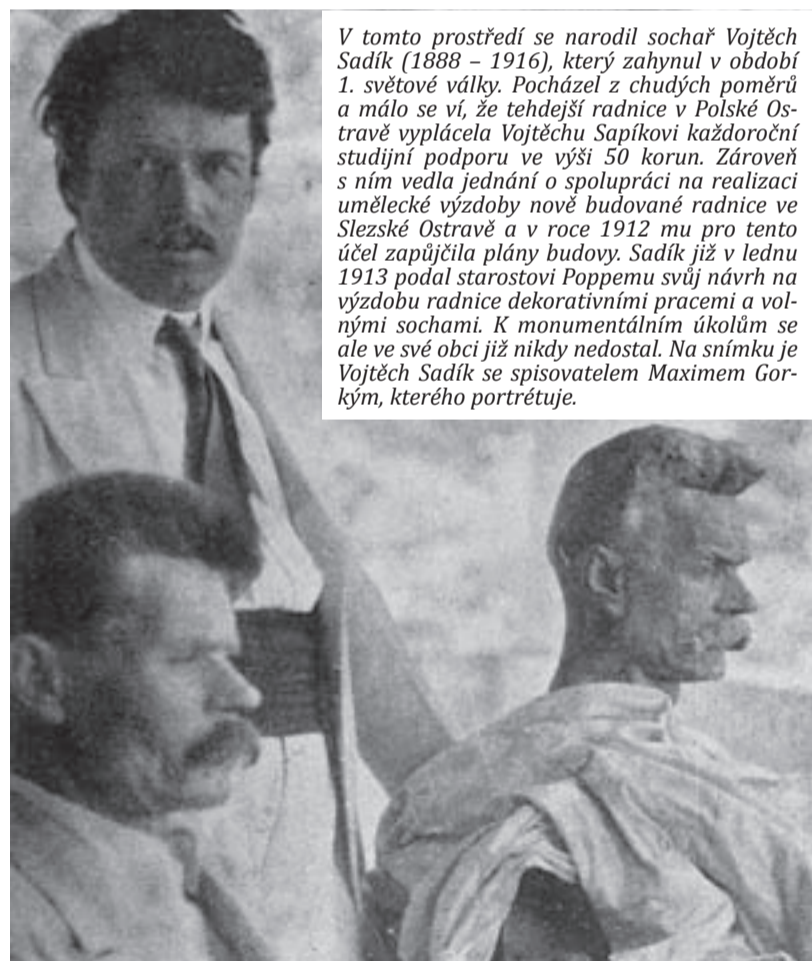 V tomto prostředí se narodil sochař Vojtěch
Sadík (1888 – 1916), který zahynul v období
1. světové války. Pocházel z chudých poměrů
a málo se ví, že tehdejší radnice v Polské Os-
travě vyplácela Vojtěchu Sapíkovi každoroční
studijní podporu ve výši 50 korun. Zároveň
s ním vedla jednání o spolupráci na realizaci
umělecké výzdoby nově budované radnice ve
Slezské Ostravě a v roce 1912 mu pro tento
účel zapůjčila plány budovy. Sadík již v lednu
1913 podal starostovi Poppemu svůj návrh na
výzdobu radnice dekorativními pracemi a vol-
nými sochami. K monumentálním úkolům se
ale ve své obci již nikdy nedostal. Na snímku je
Vojtěch Sadík se spisovatelem Maximem Gor-
kým, kterého portrétuje.